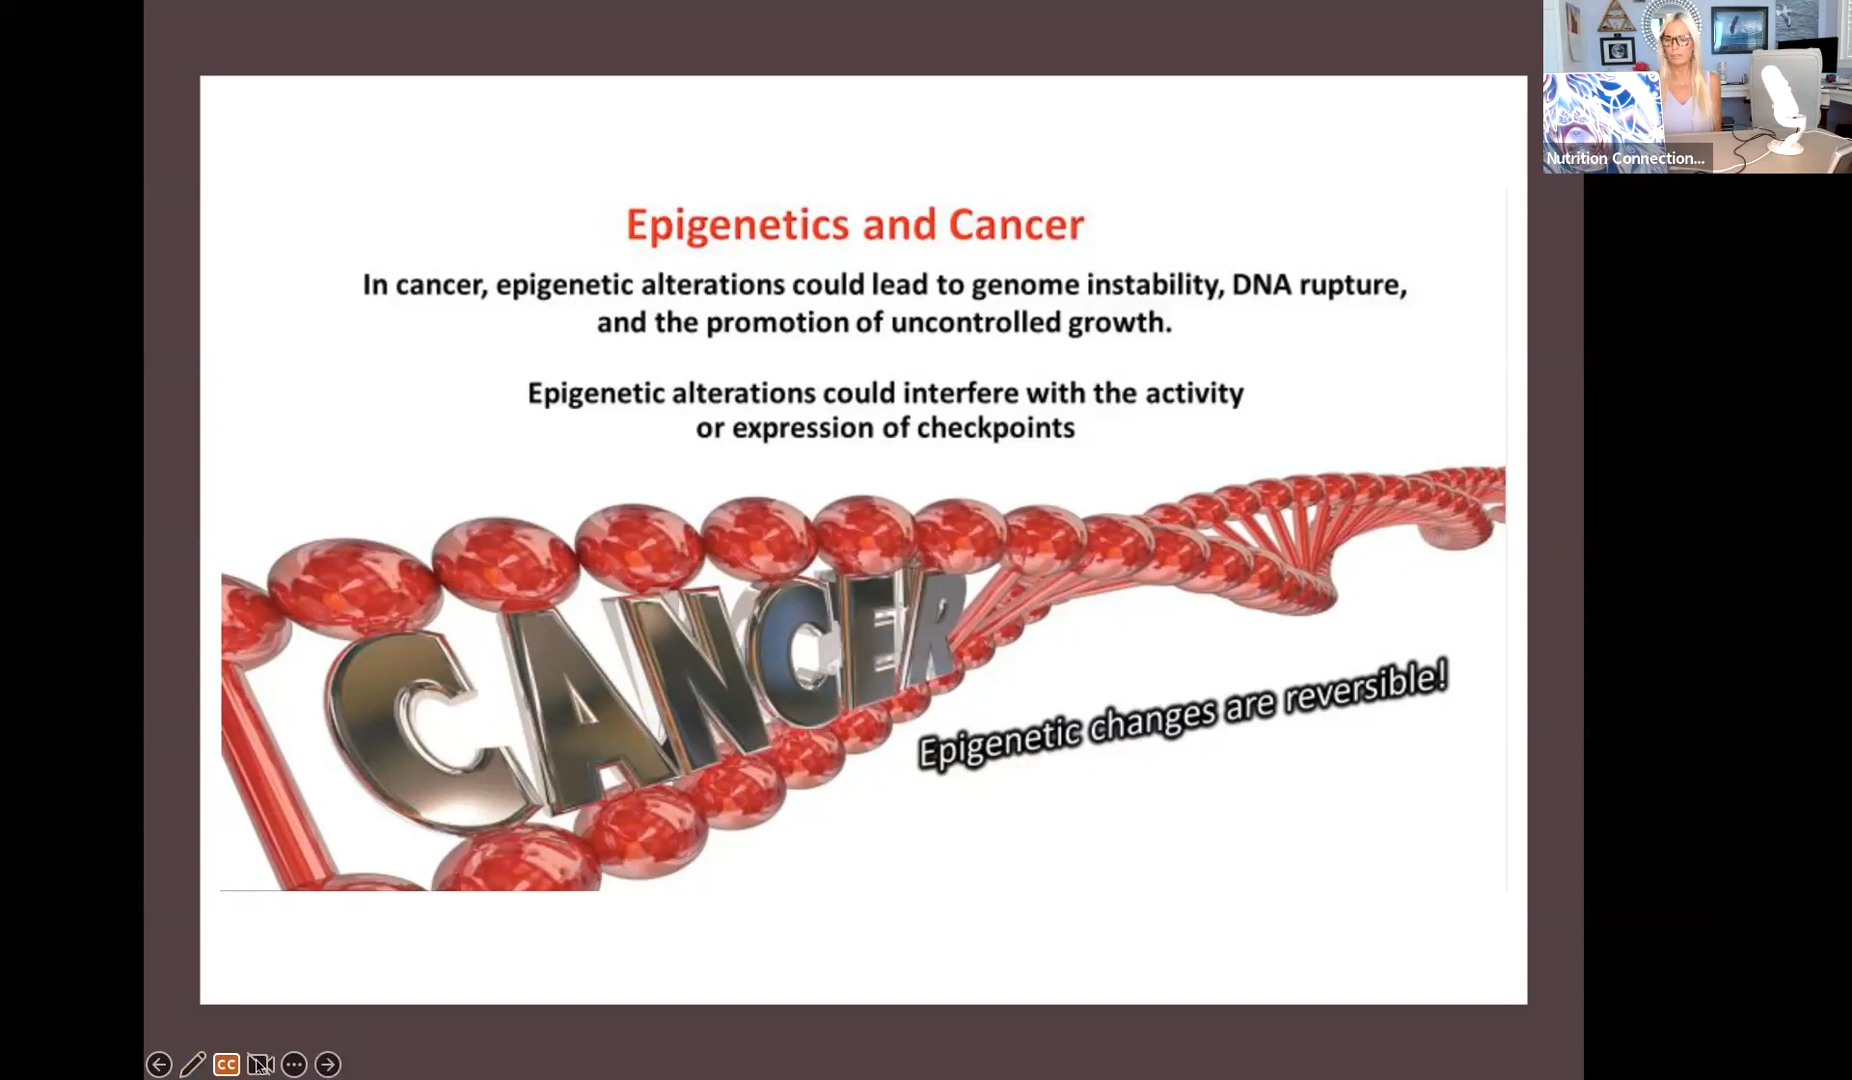 Nutrition Connection...
Epigenetics and Cancer
In cancer, epigenetic alterations could lead to genome instability, DNA rupture,
and the promotion of uncontrolled growth.
Epigenetic alterations could interfere with the activity
or expression of checkpoints
CANCER
Epigenetic changes are reversible!
CC